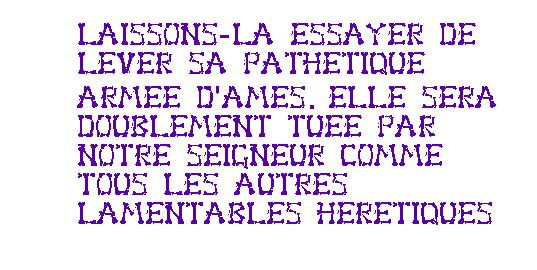 LAISSONS-LA ESSAYER DE
LEVER SA PATHETIQUE
ARMEE D'AMES. ELLE SERA
DOUBLEMENT TUEE PAR
NOTRE SEIGNEUR COMME
TOUS LES AUTRES
LAMENTABLES HERETIQUES